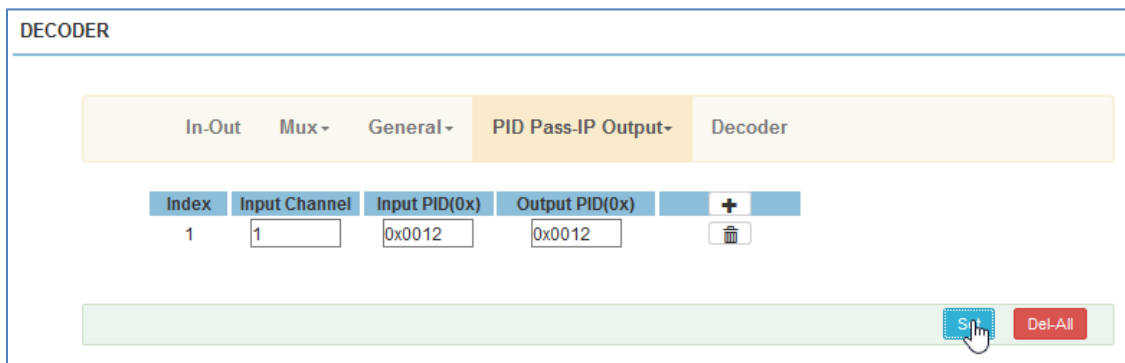 DECODER
In-Out Mux General PID Pass-IP Output Decoder
Index Input Channel Input PID(0x) Output PID(0x)
1 1 0x0012 0x0012
Del-All